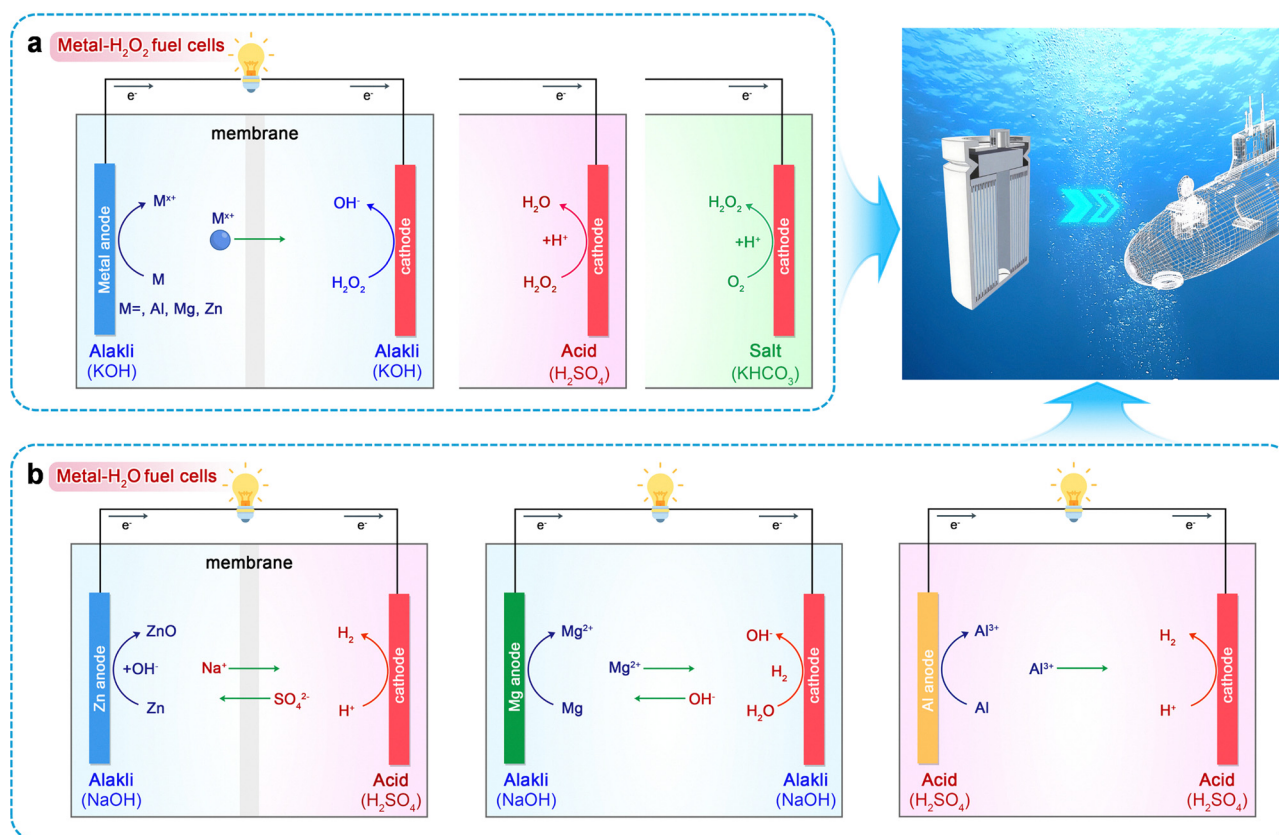 a
Metal-H₂O₂ fuel cells
e⁻
e⁻
e⁻
e⁻
membrane
Metal anode
Mˣ⁺
M
M=, Al, Mg, Zn
Mˣ⁺
OH⁻
H₂O₂
cathode
Alakli
(KOH)
Alakli
(KOH)
H₂O
+H⁺
H₂O₂
cathode
Acid
(H₂SO₄)
H₂O₂
+H⁺
O₂
cathode
Salt
(KHCO₃)
b
Metal-H₂O fuel cells
e⁻
e⁻
membrane
Zn anode
ZnO
+OH⁻
Zn
Na⁺
SO₄²⁻
H₂
H⁺
cathode
Alakli
(NaOH)
Acid
(H₂SO₄)
e⁻
e⁻
Mg anode
Mg²⁺
Mg
Mg²⁺
OH⁻
OH⁻
H₂
H₂O
cathode
Alakli
(NaOH)
Alakli
(NaOH)
e⁻
e⁻
Al anode
Al³⁺
Al
Al³⁺
H₂
H⁺
cathode
Acid
(H₂SO₄)
Acid
(H₂SO₄)